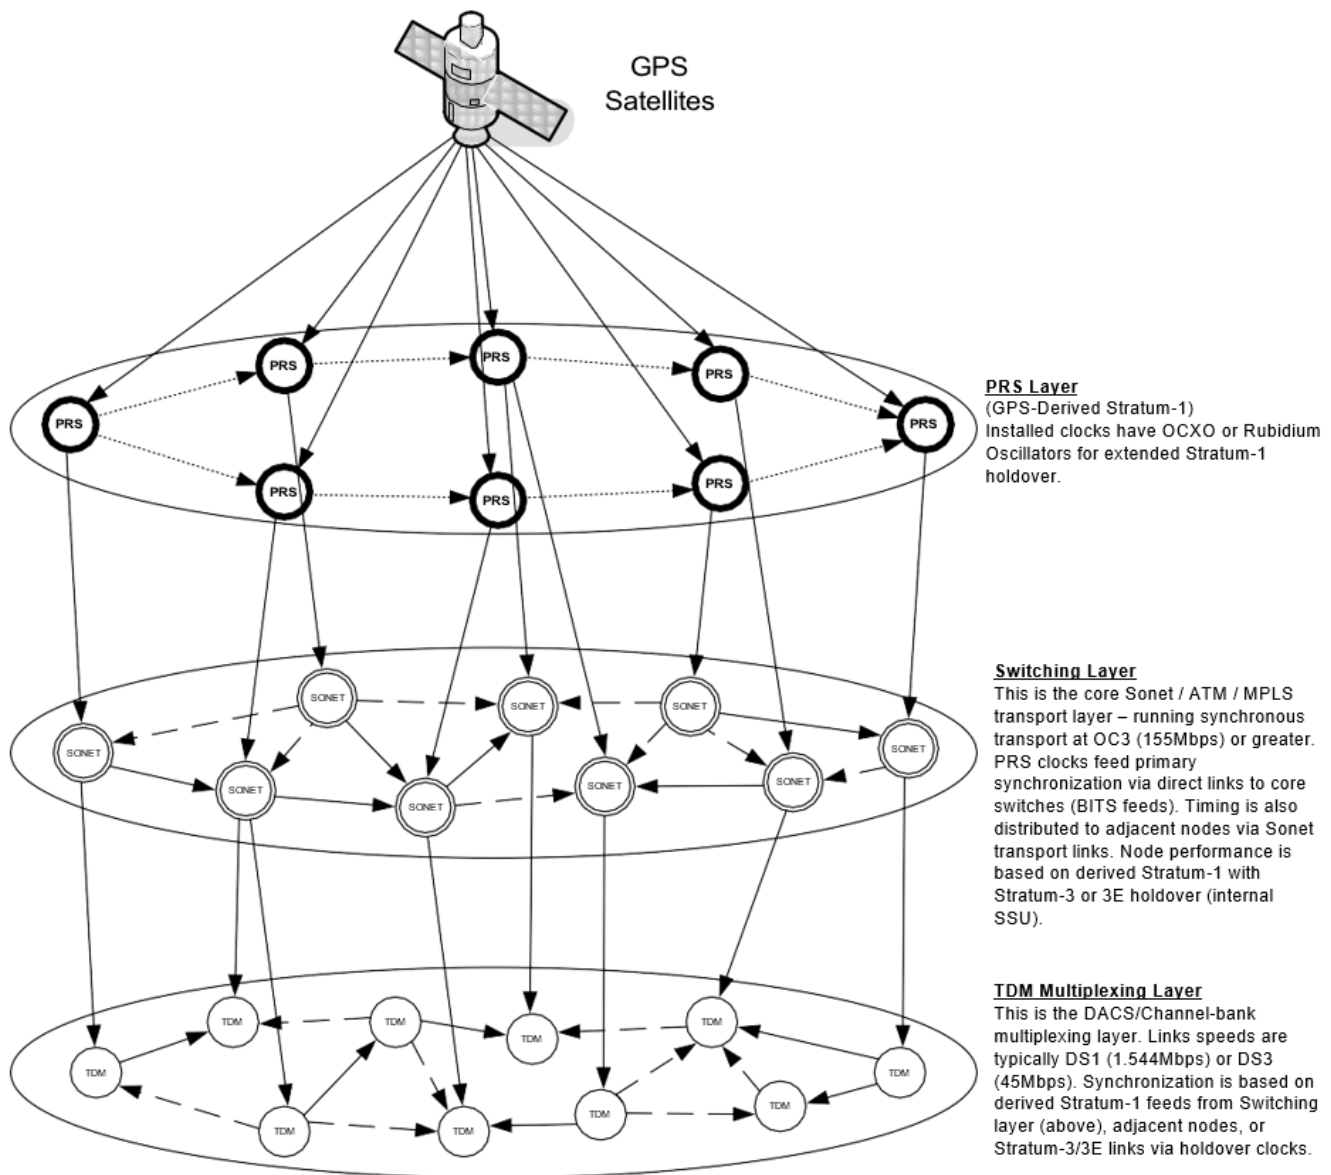 GPS
Satellites
PRS
PRS
PRS
PRS
PRS
PRS
PRS
PRS
PRS Layer
(GPS-Derived Stratum-1)
Installed clocks have OCXO or Rubidium
Oscillators for extended Stratum-1
holdover.
SONET
SONET
SONET
SONET
SONET
SONET
SONET
SONET
SONET
Switching Layer
This is the core Sonet / ATM / MPLS
transport layer – running synchronous
transport at OC3 (155Mbps) or greater.
PRS clocks feed primary
synchronization via direct links to core
switches (BITS feeds). Timing is also
distributed to adjacent nodes via Sonet
transport links. Node performance is
based on derived Stratum-1 with
Stratum-3 or 3E holdover (internal
SSU).
TDM
TDM
TDM
TDM
TDM
TDM
TDM
TDM
TDM
TDM
TDM Multiplexing Layer
This is the DACS/Channel-bank
multiplexing layer. Links speeds are
typically DS1 (1.544Mbps) or DS3
(45Mbps). Synchronization is based on
derived Stratum-1 feeds from Switching
layer (above), adjacent nodes, or
Stratum-3/3E links via holdover clocks.